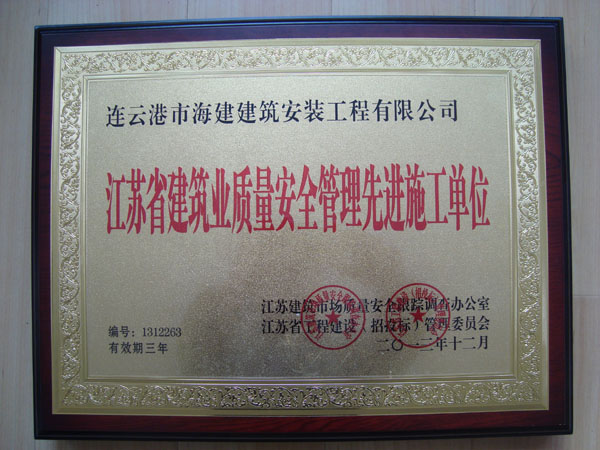 连云港市海建建筑安装工程有限公司
江苏省建筑业质量安全管理先进施工单位
江苏建筑市场质量安全跟踪调查办公室
江苏省工程建设（招投标）管理委员会
二〇一三年十二月
编号：1312263
有效期三年